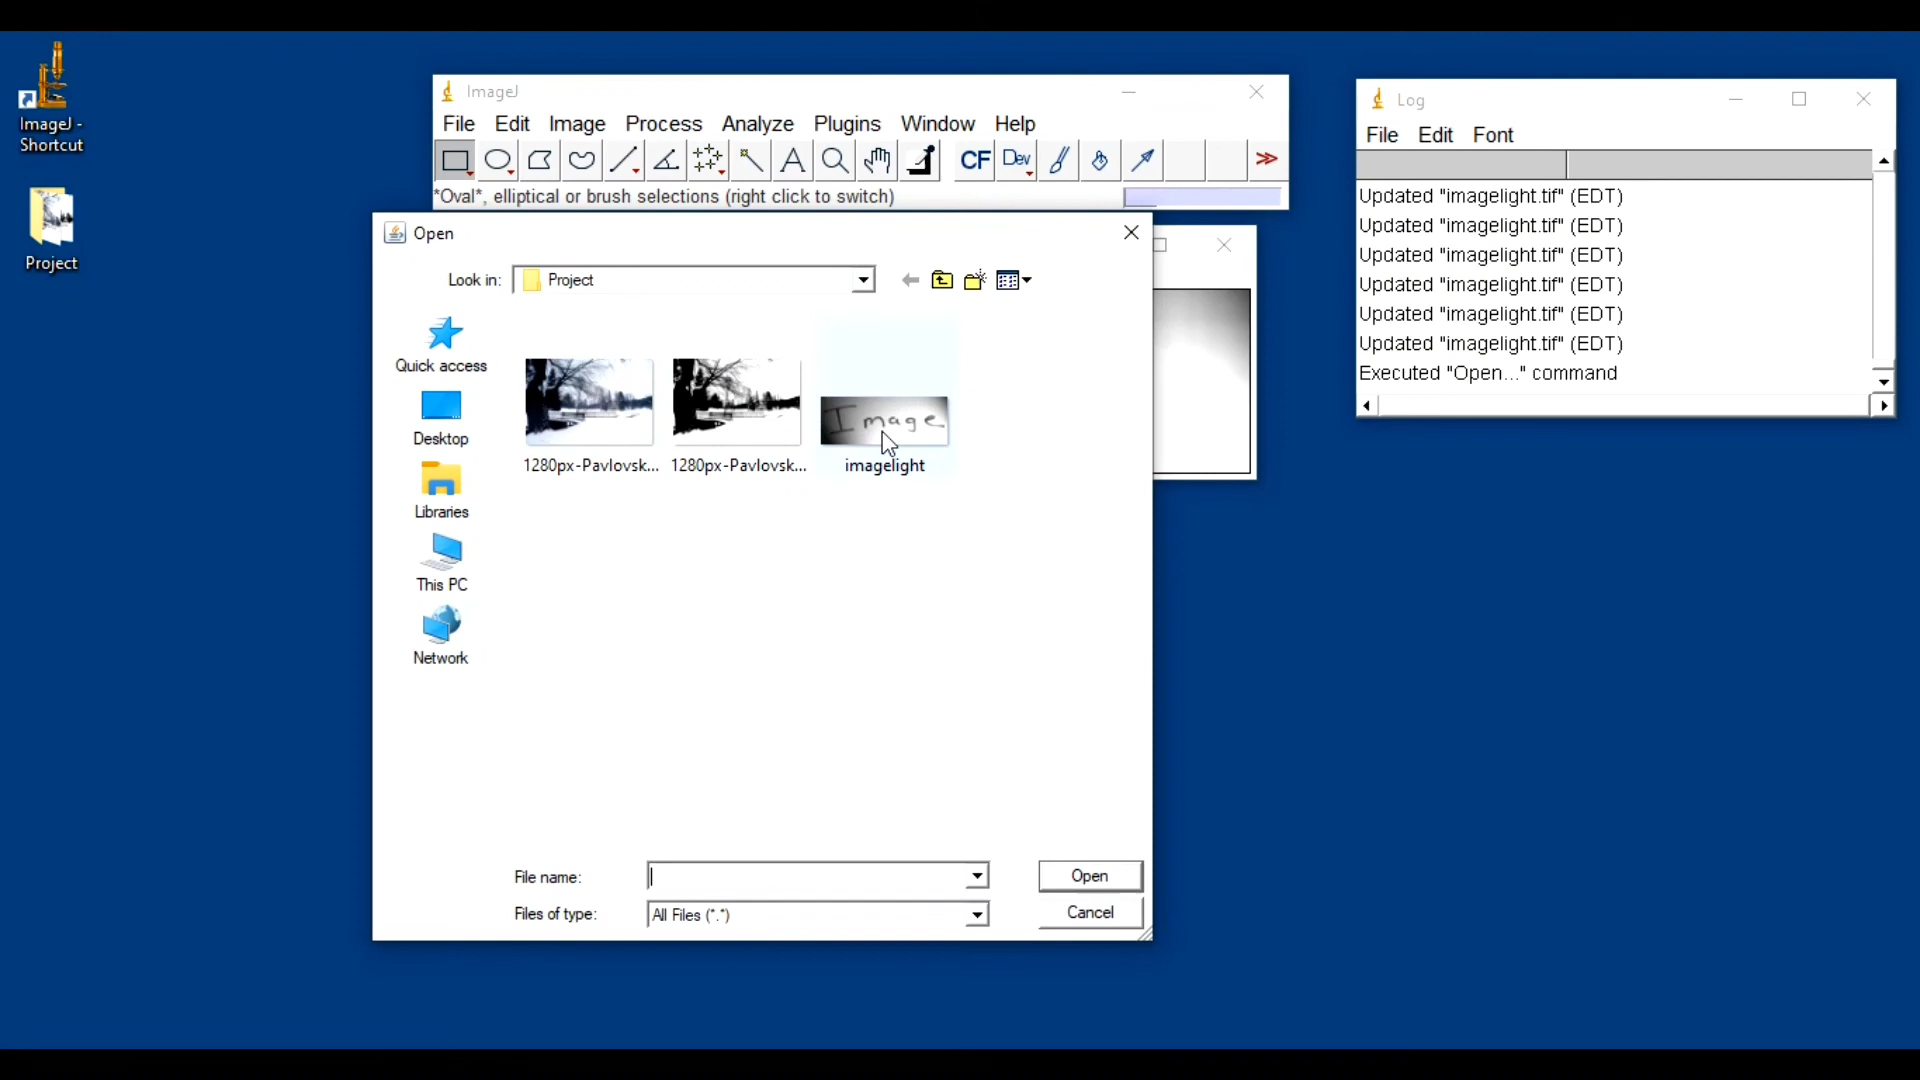 ImageJ -
Shortcut
Project
ImageJ
File Edit Image Process Analyze Plugins Window Help
A CF Dev
*Oval*, elliptical or brush selections (right click to switch)
Open
Look in: Project
Quick access
Desktop
Libraries
This PC
Network
Image
1280px-Pavlovsk... 1280px-Pavlovsk... imagelight
File name: Open
Files of type: All Files (*.*) Cancel
Log
File Edit Font
Updated "imagelight.tif" (EDT)
Updated "imagelight.tif" (EDT)
Updated "imagelight.tif" (EDT)
Updated "imagelight.tif" (EDT)
Updated "imagelight.tif" (EDT)
Updated "imagelight.tif" (EDT)
Executed "Open..." command